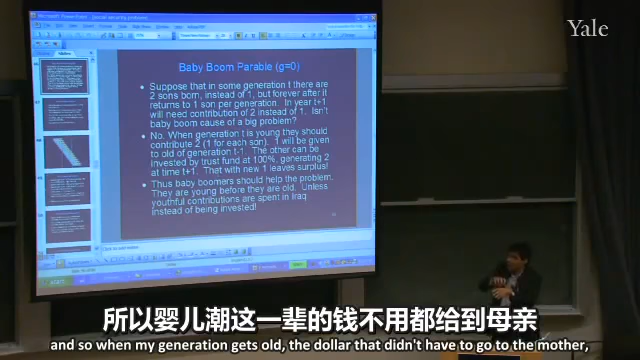 Yale
Baby Boom Parable (g=0)
Suppose that in some generation t there are
2 sons born, instead of 1, but forever after it
returns to 1 son per generation. In year t+1
will need contribution of 2 instead of 1. Isn't
baby boom cause of a big problem?
No. When generation t is young they should
contribute 2 (1 for each son). 1 will be given
to old of generation t-1. The other can be
invested by trust fund at 100%, generating 2
at time t+1. That with new 1 leaves surplus!
Thus baby boomers should help the problem.
They are young before they are old. Unless
youthful contributions are spent in Iraq
instead of being invested!
所以婴儿潮这一辈的钱不用都给到母亲
and so when my generation gets old, the dollar that didn't have to go to the mother,